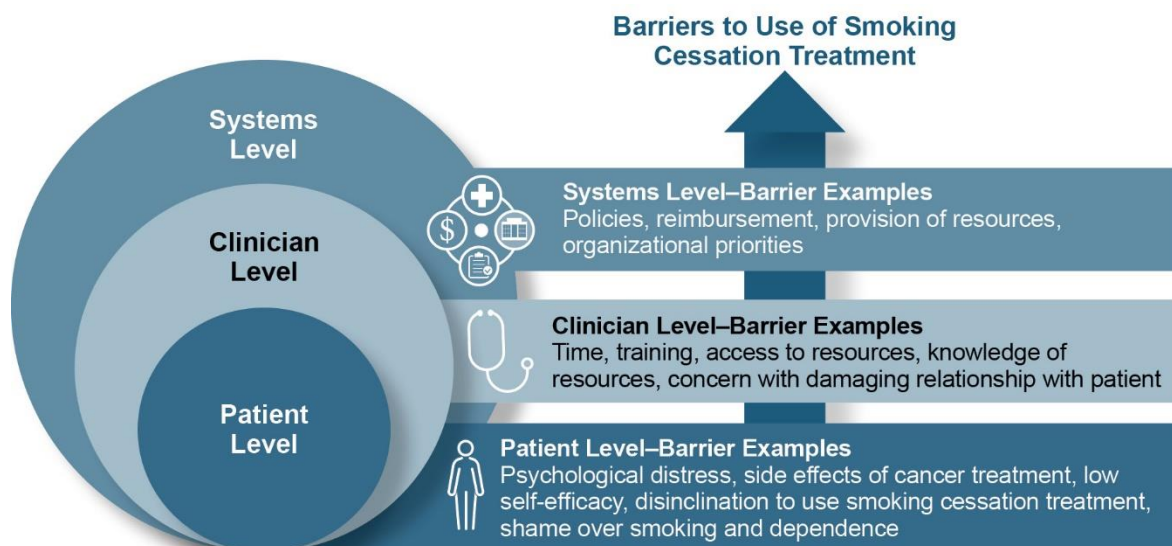 Barriers to Use of Smoking
Cessation Treatment
Systems
Level
Systems Level–Barrier Examples
Policies, reimbursement, provision of resources,
organizational priorities
$
Clinician
Level
Clinician Level–Barrier Examples
Time, training, access to resources, knowledge of
resources, concern with damaging relationship with patient
Patient
Level
Patient Level–Barrier Examples
Psychological distress, side effects of cancer treatment, low
self-efficacy, disinclination to use smoking cessation treatment,
shame over smoking and dependence